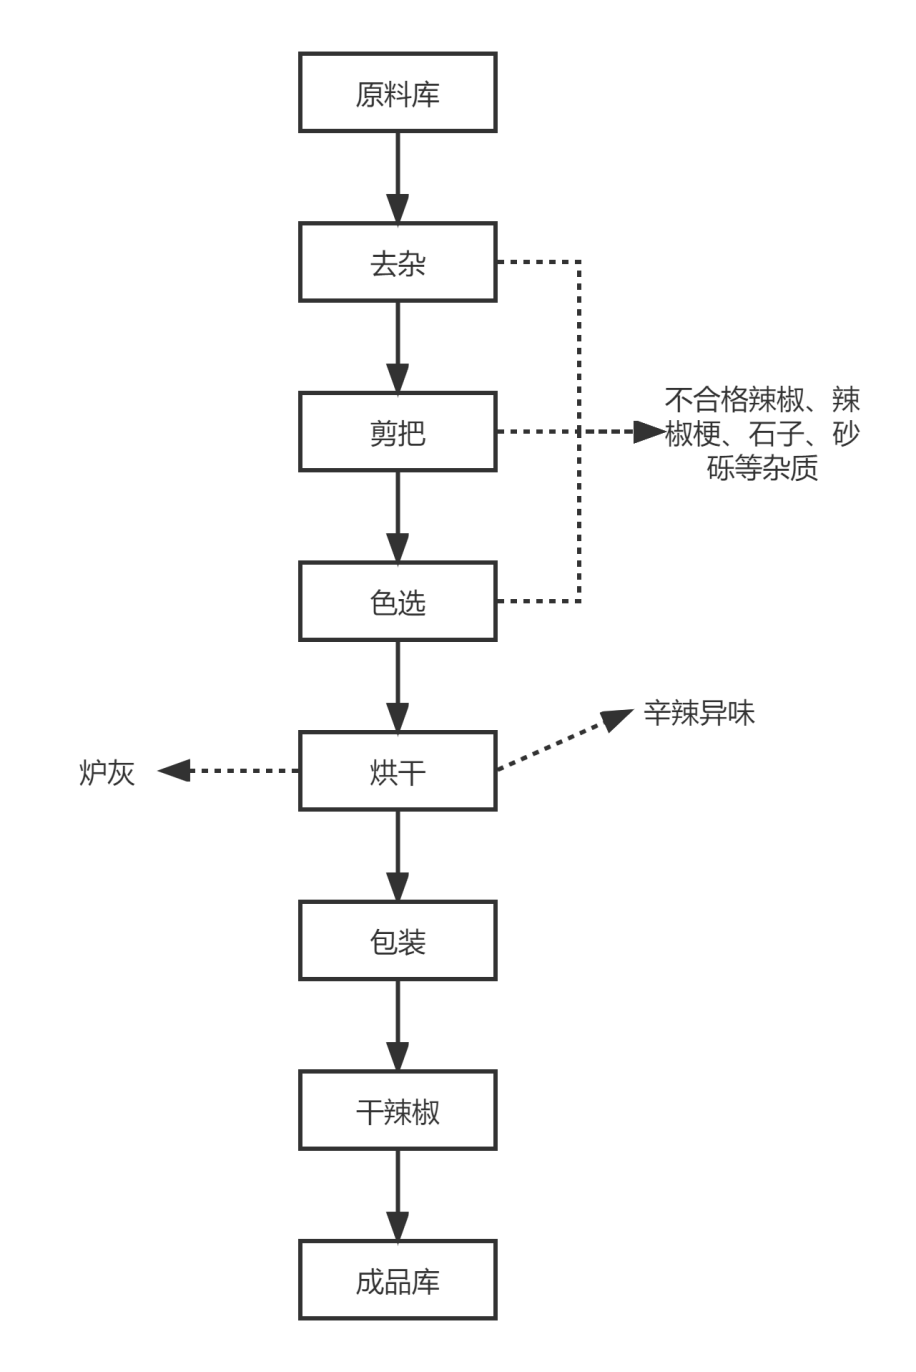 原料库
去杂
剪把
不合格辣椒、辣
椒梗、石子、砂
砾等杂质
色选
辛辣异味
炉灰
烘干
包装
干辣椒
成品库